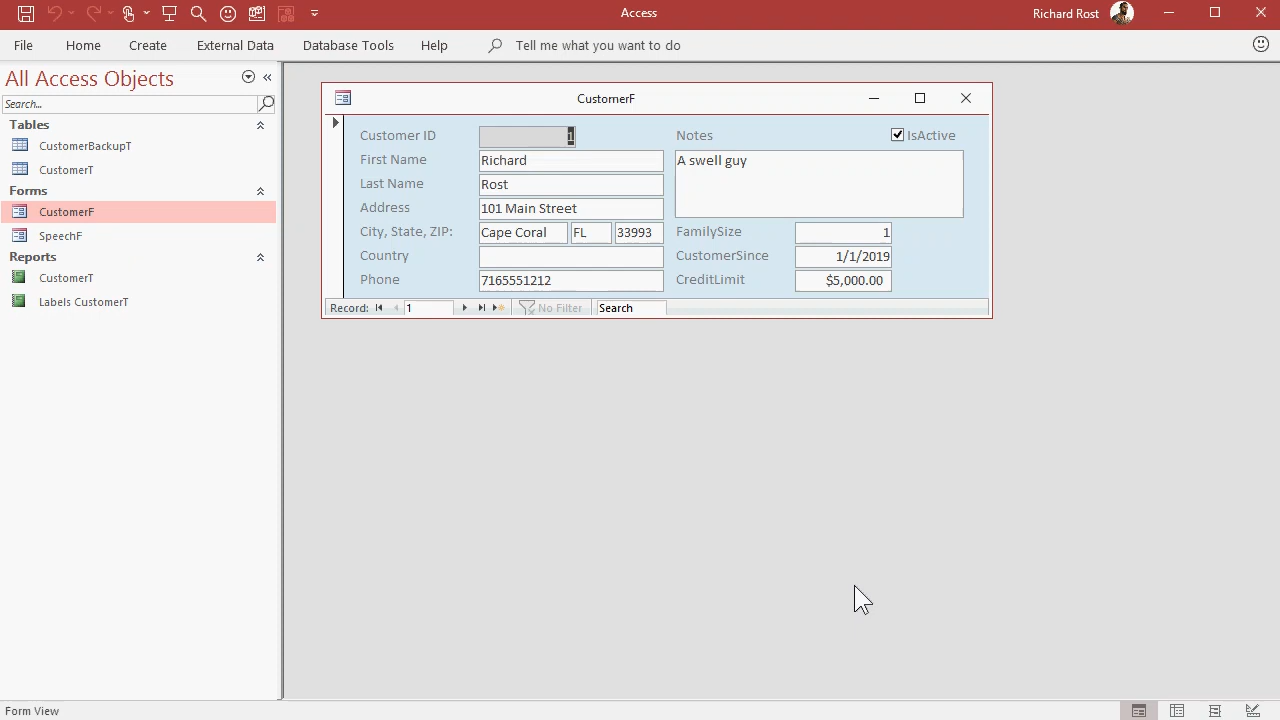 Access
Richard Rost
File Home Create External Data Database Tools Help Tell me what you want to do
All Access Objects
Search...
Tables
CustomerBackupT
CustomerT
Forms
CustomerF
SpeechF
Reports
CustomerT
Labels CustomerT
CustomerF
Customer ID 1
First Name Richard
Last Name Rost
Address 101 Main Street
City, State, ZIP: Cape Coral FL 33993
Country
Phone 7165551212
Notes IsActive
A swell guy
FamilySize 1
CustomerSince 1/1/2019
CreditLimit $5,000.00
Record: 1 No Filter Search
Form View